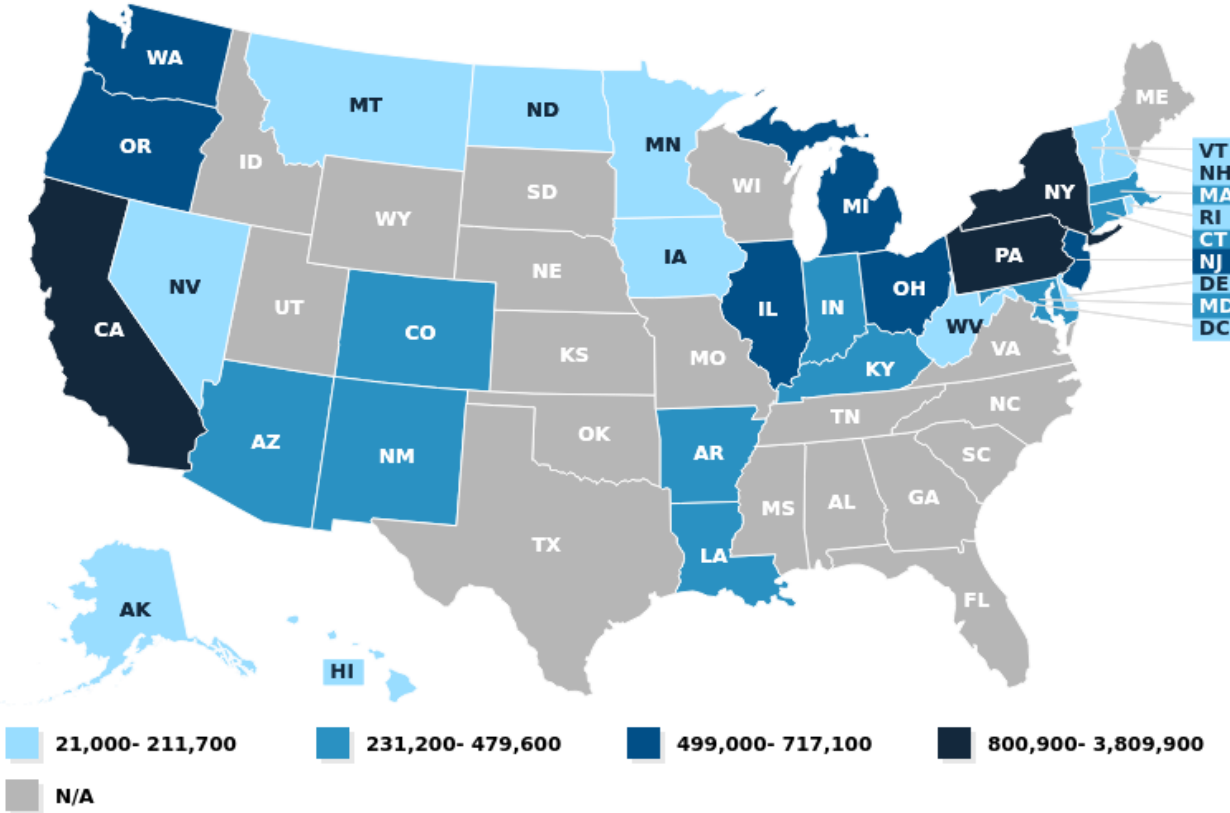 WA
MT
ND
MN
ME
OR
ID
SD
WI
VT
NH
MA
RI
CT
NJ
DE
MD
DC
WY
MI
NY
NE
IA
PA
NV
UT
CO
IL
IN
OH
WV
CA
KS
MO
KY
VA
AZ
NM
OK
AR
TN
NC
SC
MS
AL
GA
TX
LA
FL
AK
HI
21,000- 211,700
231,200- 479,600
499,000- 717,100
800,900- 3,809,900
N/A